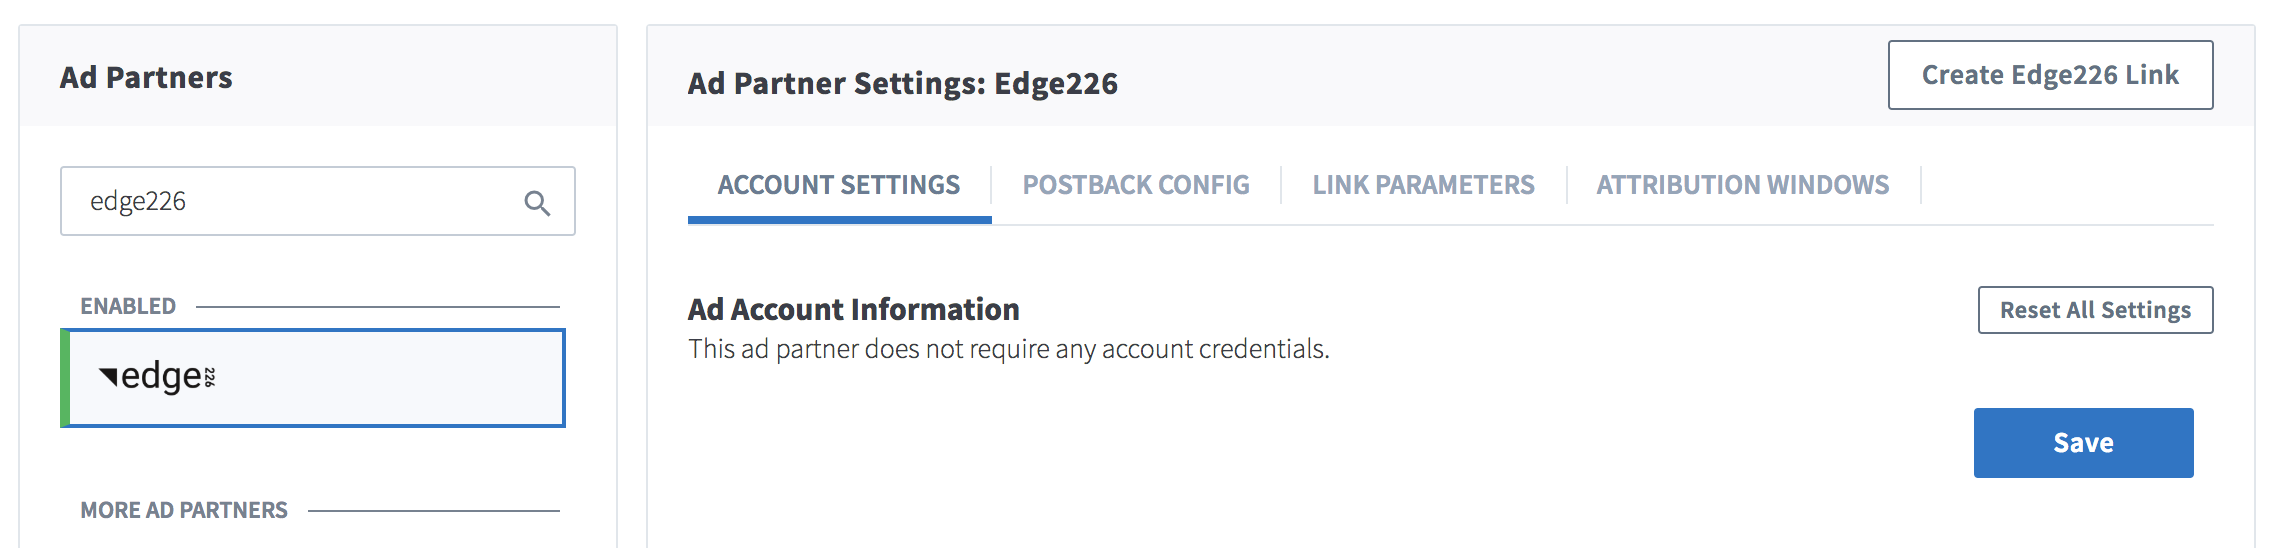 Ad Partners
edge226
ENABLED
edge226
MORE AD PARTNERS
Ad Partner Settings: Edge226
Create Edge226 Link
ACCOUNT SETTINGS
POSTBACK CONFIG
LINK PARAMETERS
ATTRIBUTION WINDOWS
Ad Account Information
Reset All Settings
This ad partner does not require any account credentials.
Save